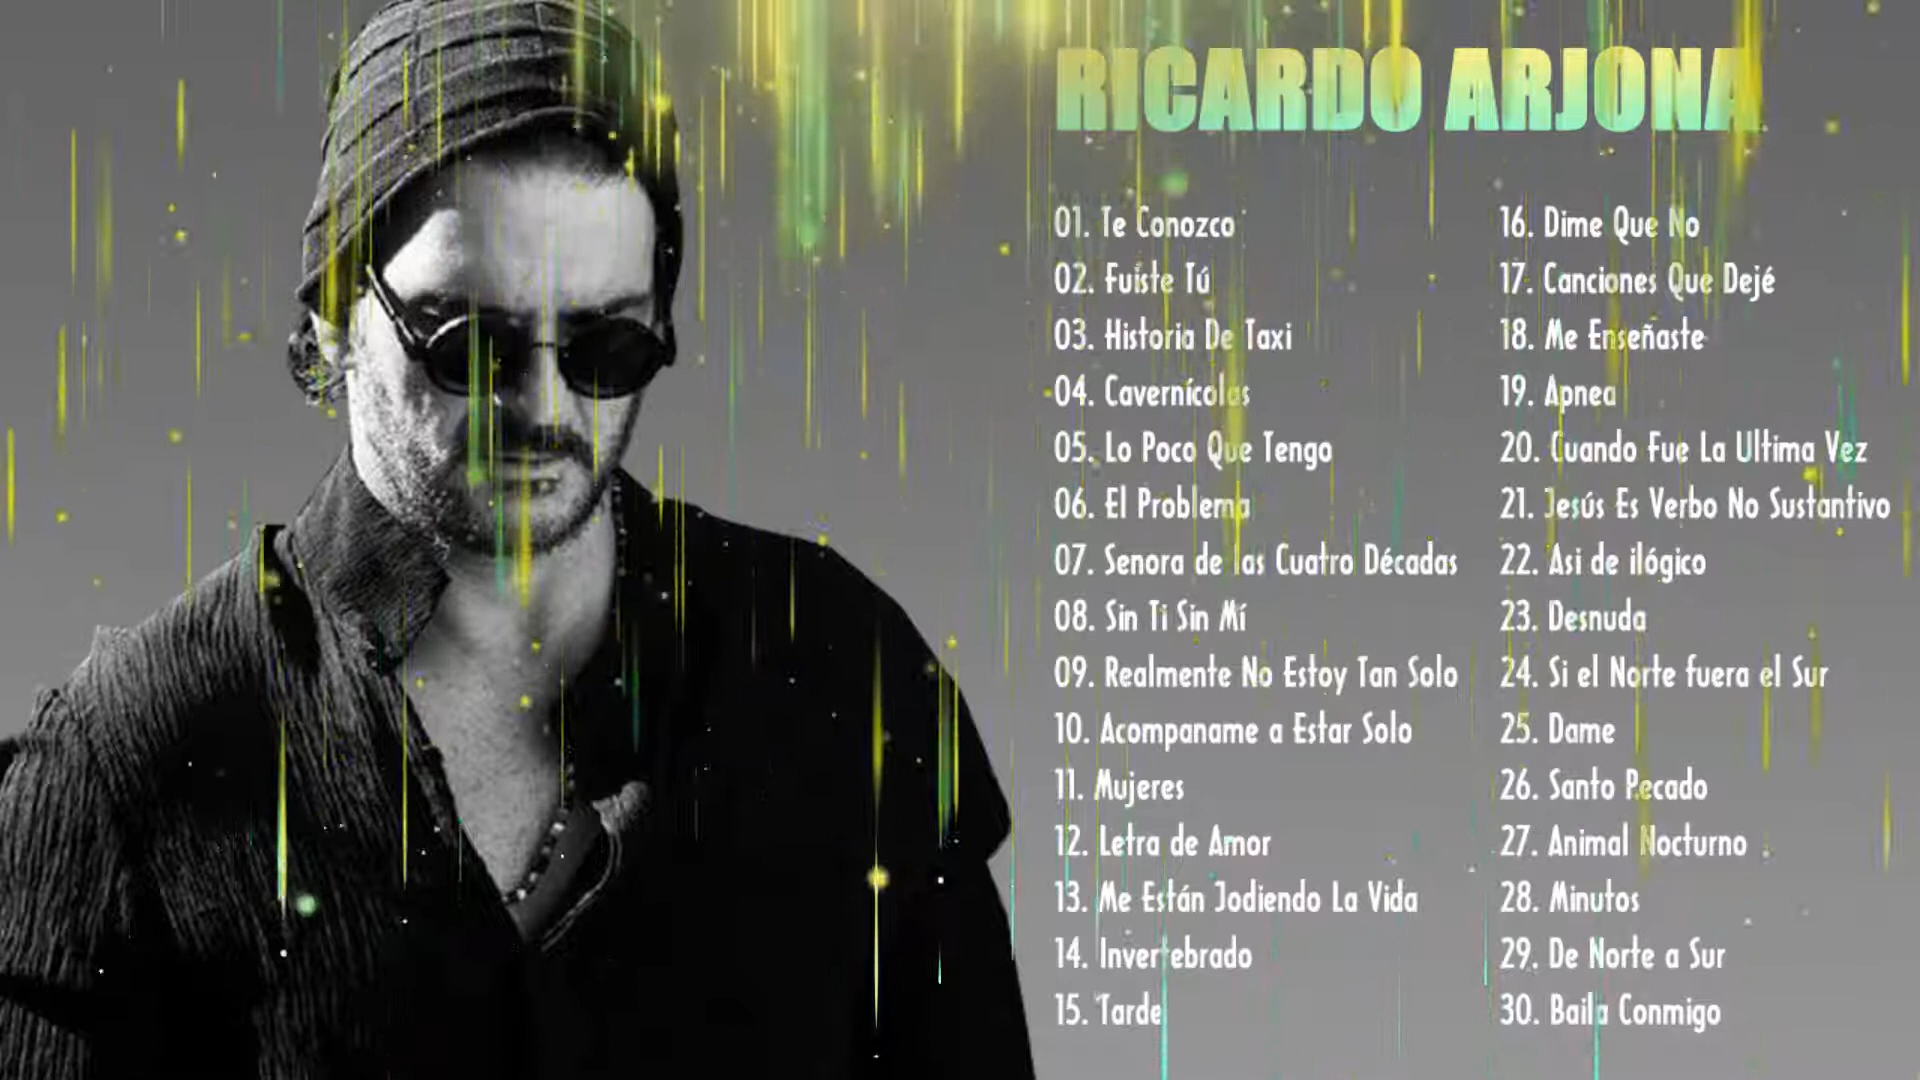 RICARDO ARJONA
01. Te Conozco
02. Fuiste Tú
03. Historia De Taxi
04. Cavernícolas
05. Lo Poco Que Tengo
06. El Problema
07. Senora de las Cuatro Décadas
08. Sin Ti Sin Mí
09. Realmente No Estoy Tan Solo
10. Acompaname a Estar Solo
11. Mujeres
12. Letra de Amor
13. Me Están Jodiendo La Vida
14. Invertebrado
15. Tarde
16. Dime Que No
17. Canciones Que Dejé
18. Me Enseñaste
19. Apnea
20. Cuando Fue La Ultima Vez
21. Jesús Es Verbo No Sustantivo
22. Asi de ilógico
23. Desnuda
24. Si el Norte fuera el Sur
25. Dame
26. Santo Pecado
27. Animal Nocturno
28. Minutos
29. De Norte a Sur
30. Baila Conmigo